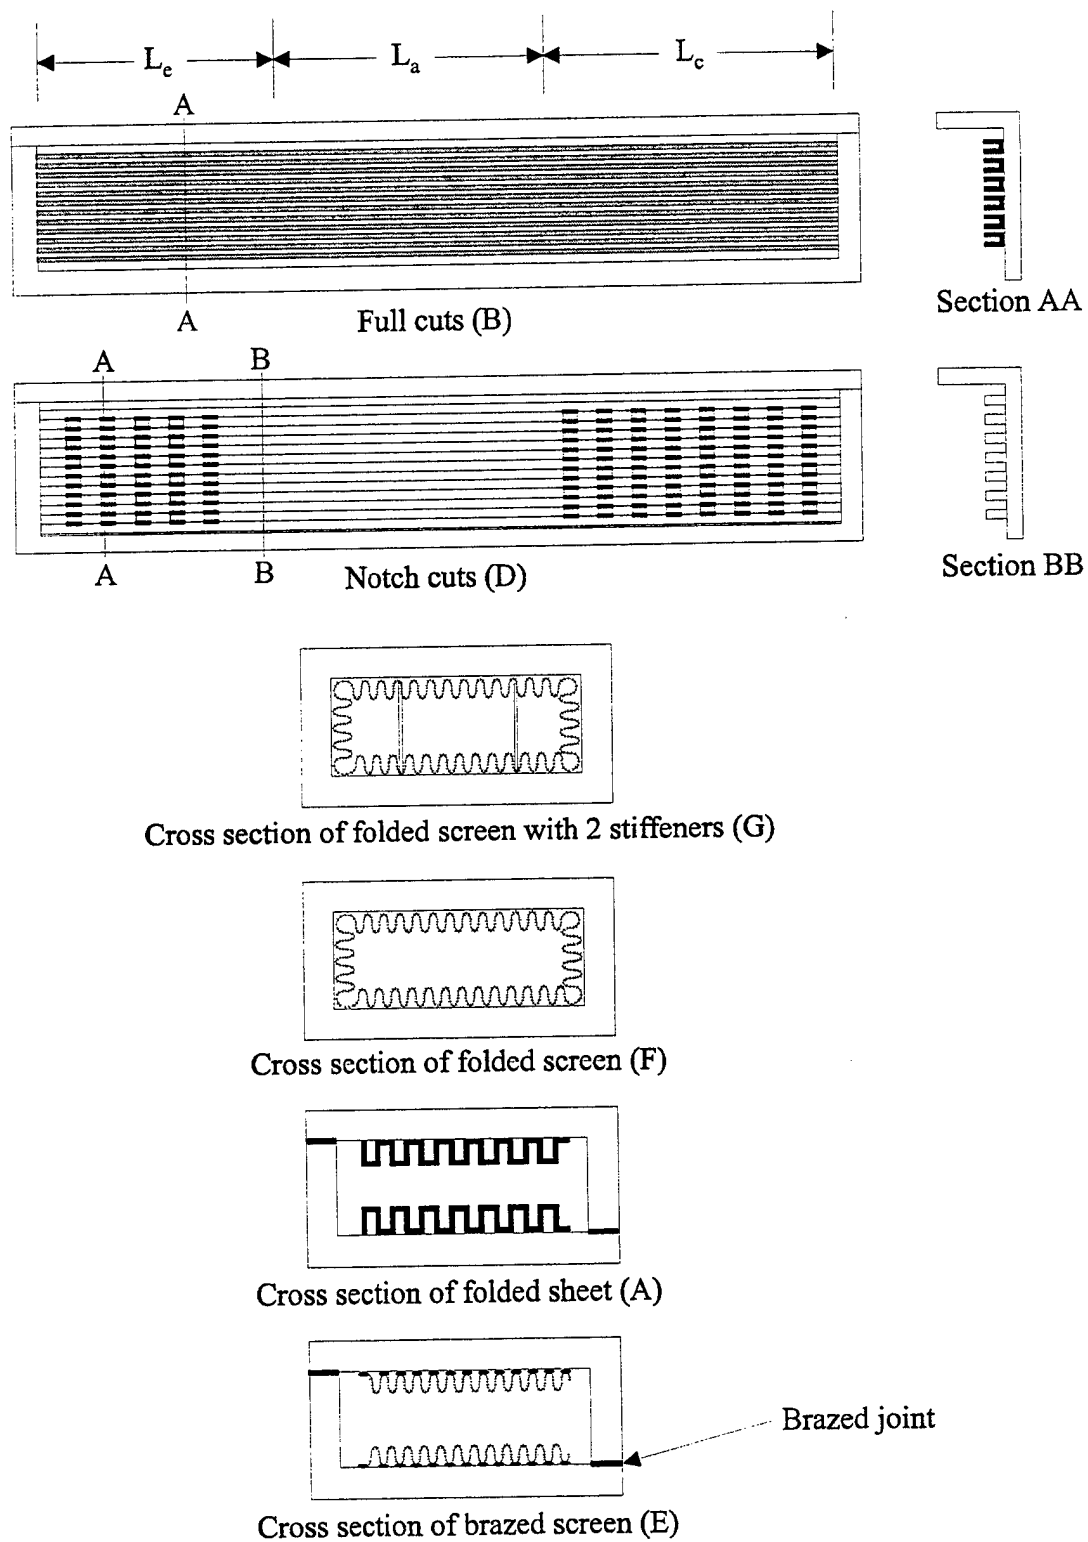 Le La Lc
A
A
Full cuts (B)
Section AA
A B
A B
Notch cuts (D)
Section BB
Cross section of folded screen with 2 stiffeners (G)
Cross section of folded screen (F)
Cross section of folded sheet (A)
Brazed joint
Cross section of brazed screen (E)